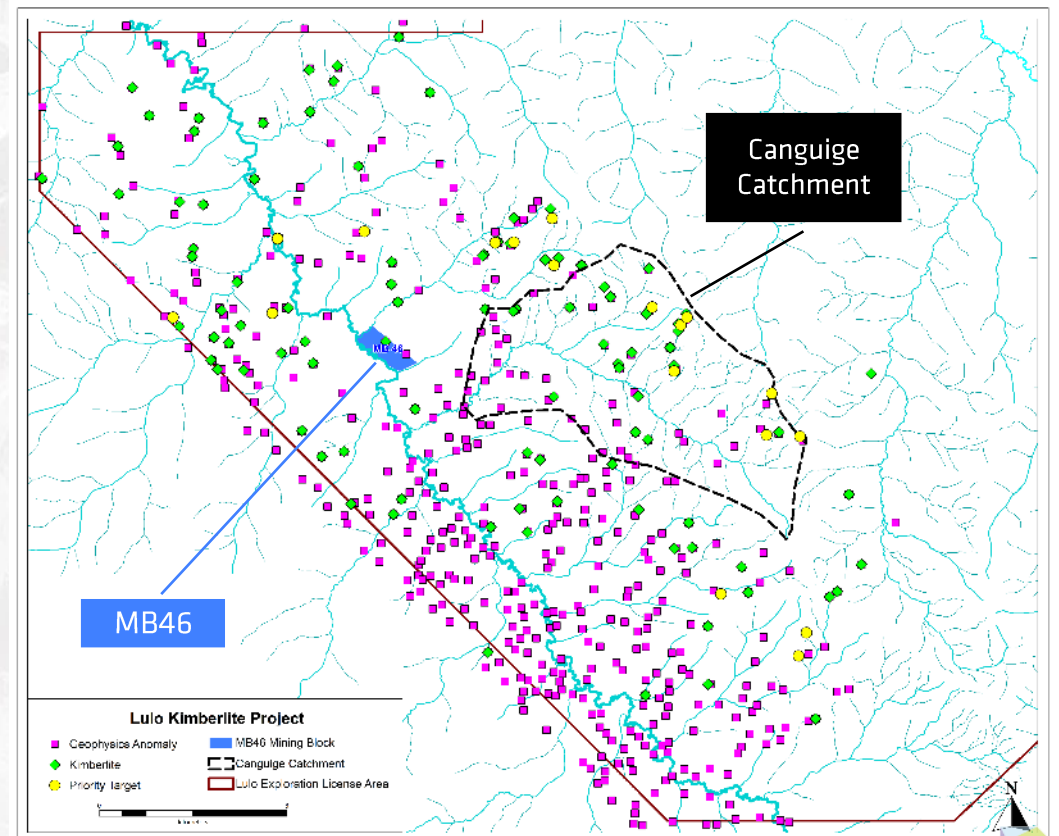 Canguige
Catchment
MB46
MB46
Lulo Kimberlite Project
Geophysics Anomaly
MB46 Mining Block
Kimberlite
Canguige Catchment
Priority Target
Lulo Exploration License Area
N